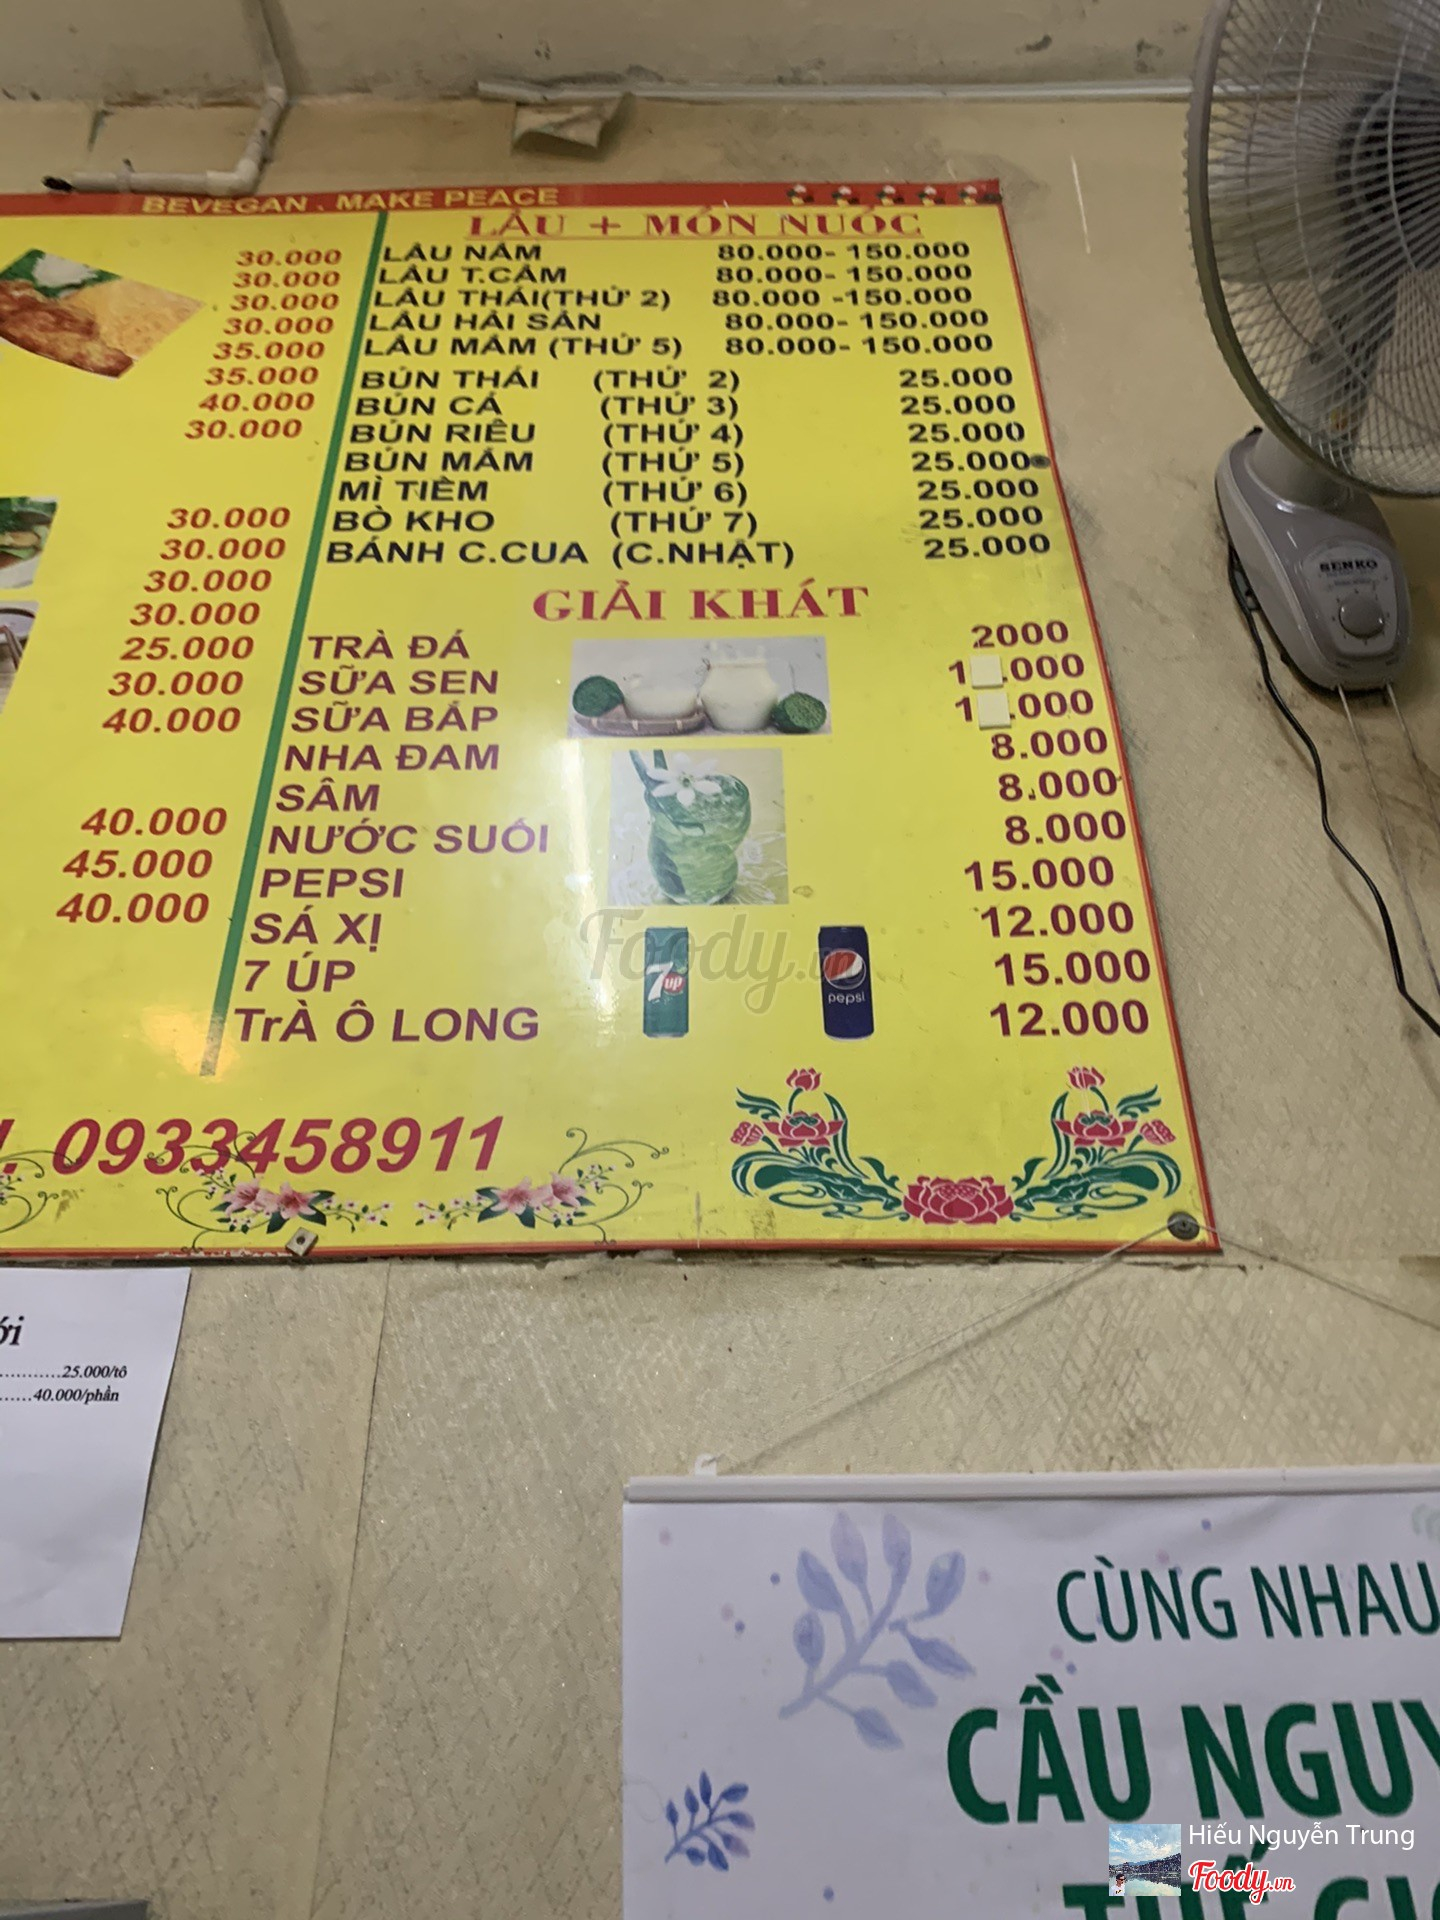 BEVEGAN . MAKE PEACE
30.000
30.000
30.000
30.000
35.000
35.000
40.000
30.000
30.000
30.000
30.000
30.000
25.000
30.000
40.000
40.000
45.000
40.000
LẨU + MÓN NƯỚC
LẨU NẤM 80.000- 150.000
LẨU T.CẨM 80.000- 150.000
LẨU THÁI(THỨ 2) 80.000 -150.000
LẨU HẢI SẢN 80.000- 150.000
LẨU MẮM (THỨ 5) 80.000- 150.000
BÚN THÁI (THỨ 2) 25.000
BÚN CÁ (THỨ 3) 25.000
BÚN RIÊU (THỨ 4) 25.000
BÚN MẮM (THỨ 5) 25.000
MÌ TIỀM (THỨ 6) 25.000
BÒ KHO (THỨ 7) 25.000
BÁNH C.CUA (C.NHẬT) 25.000
GIẢI KHÁT
TRÀ ĐÁ 2000
SỮA SEN 1 .000
SỮA BẮP 1 .000
NHA ĐAM 8.000
SÂM 8.000
NƯỚC SUỐI 8.000
PEPSI 15.000
SÁ XỊ 12.000
7 ÚP 15.000
TrÀ Ô LONG 12.000
7up
pepsi
0933458911
SENKO
ới
............25.000/tô
......40.000/phần
CÙNG NHAU
CẦU NGUY
THẾ GIỚ
Foody.vn
Hiếu Nguyễn Trung
Foody.vn